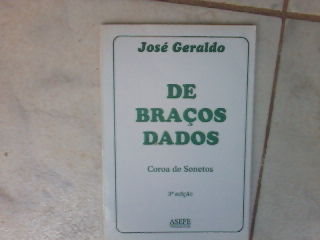 José Geraldo
DE
BRAÇOS
DADOS
Coroa de Sonetos
3ª edição
ASEFE